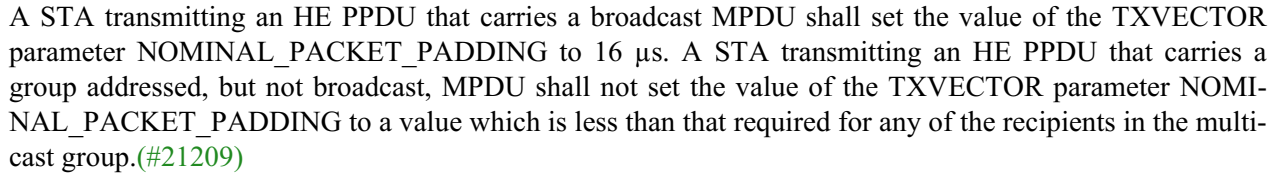 A STA transmitting an HE PPDU that carries a broadcast MPDU shall set the value of the TXVECTOR
parameter NOMINAL_PACKET_PADDING to 16 µs. A STA transmitting an HE PPDU that carries a
group addressed, but not broadcast, MPDU shall not set the value of the TXVECTOR parameter NOMI-
NAL_PACKET_PADDING to a value which is less than that required for any of the recipients in the multi-
cast group.(#21209)